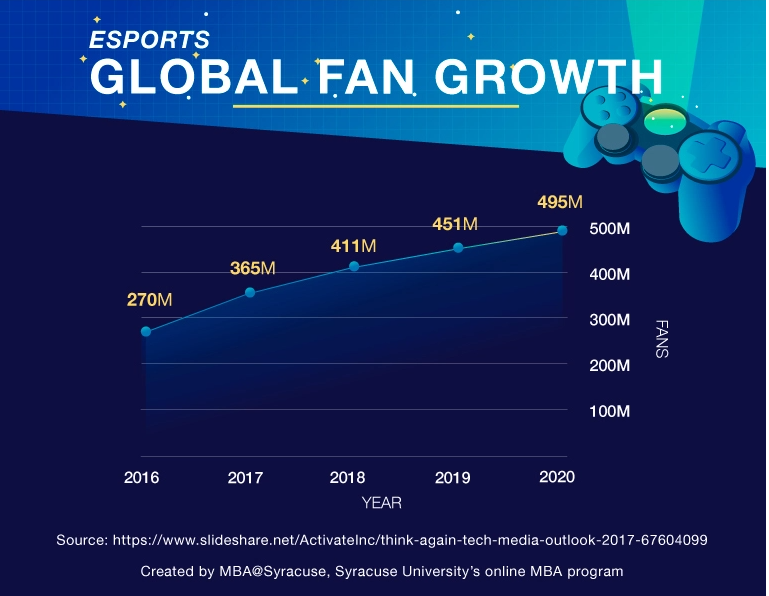 ESPORTS
GLOBAL FAN GROWTH
495M
451M
411M
365M
270M
500M
400M
300M
200M
100M
FANS
2016 2017 2018 2019 2020
YEAR
Source: https://www.slideshare.net/ActivateInc/think-again-tech-media-outlook-2017-67604099
Created by MBA@Syracuse, Syracuse University’s online MBA program